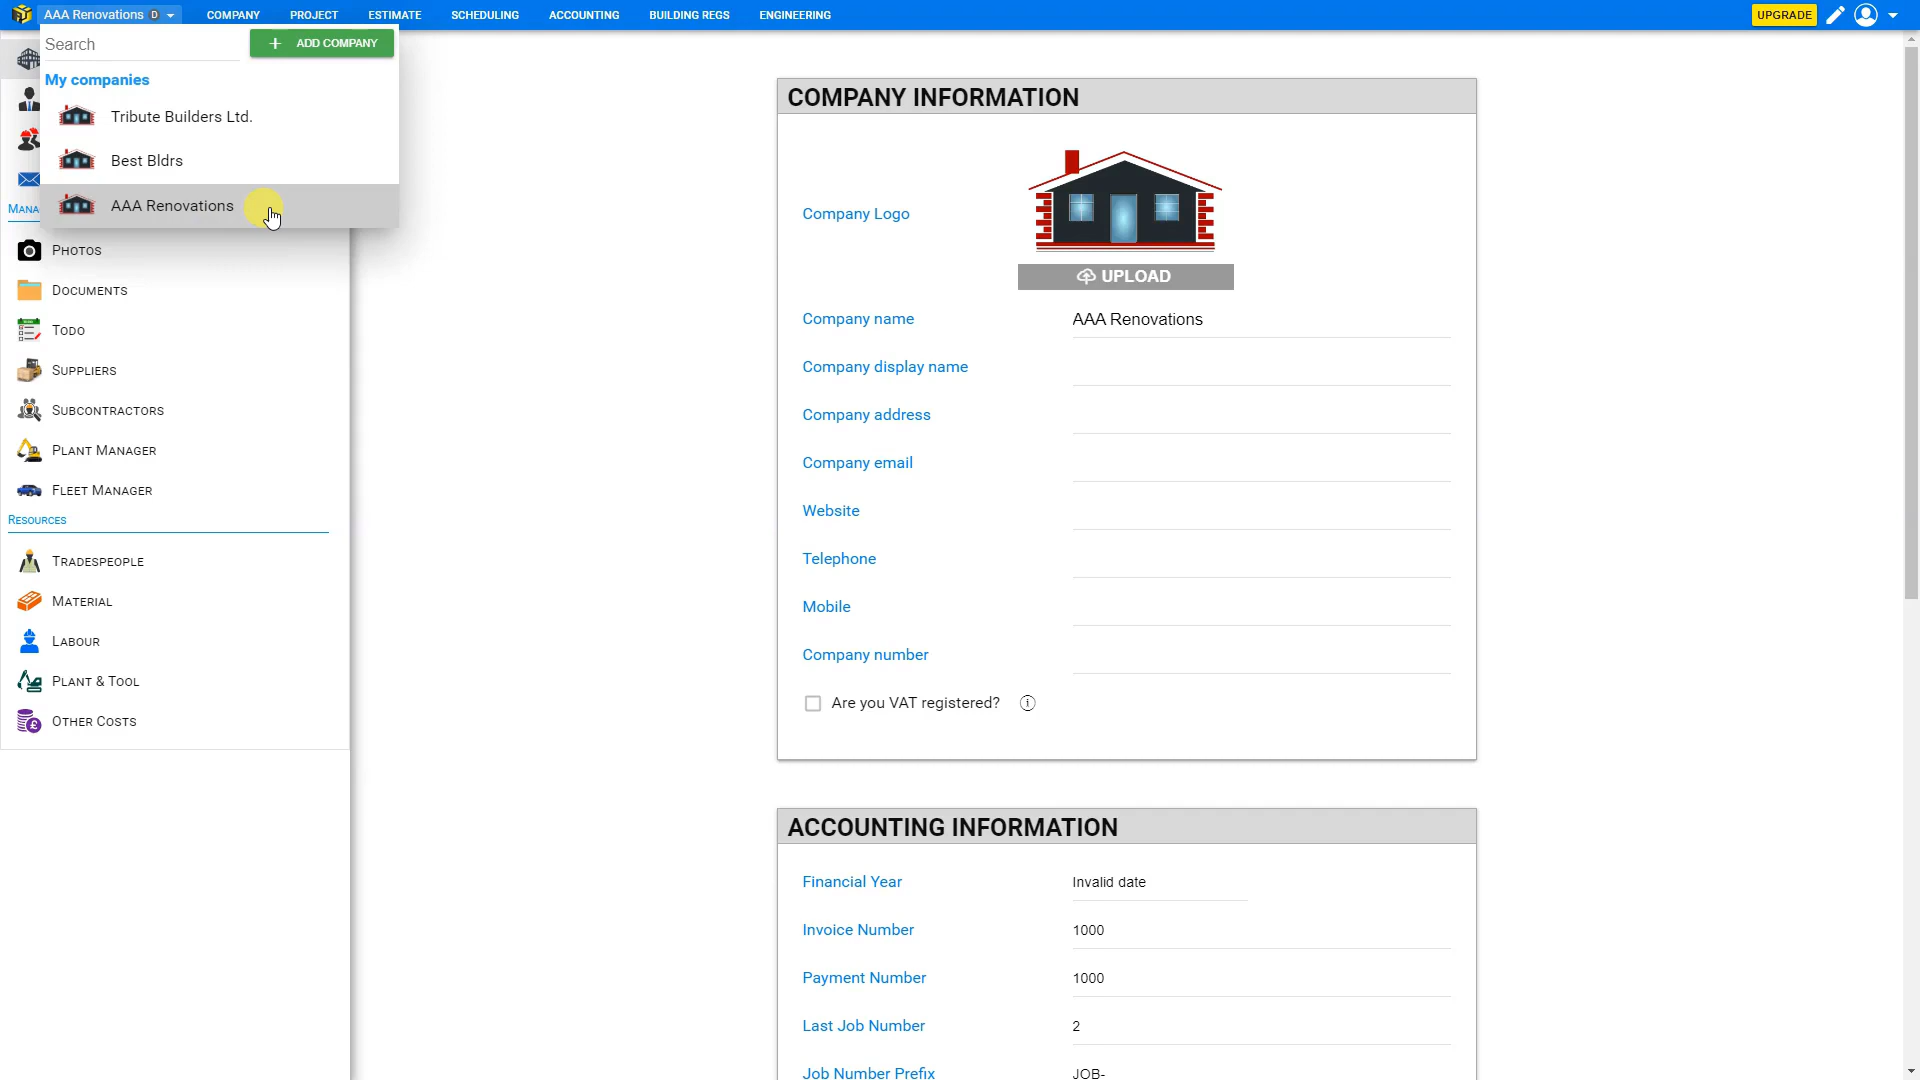 AAA Renovations D
COMPANY
PROJECT
ESTIMATE
SCHEDULING
ACCOUNTING
BUILDING REGS
ENGINEERING
UPGRADE
Search
ADD COMPANY
My companies
Tribute Builders Ltd.
Best Bldrs
AAA Renovations
MANA
PHOTOS
DOCUMENTS
TODO
SUPPLIERS
SUBCONTRACTORS
PLANT MANAGER
FLEET MANAGER
RESOURCES
TRADESPEOPLE
MATERIAL
LABOUR
PLANT & TOOL
OTHER COSTS
COMPANY INFORMATION
Company Logo
UPLOAD
Company name AAA Renovations
Company display name
Company address
Company email
Website
Telephone
Mobile
Company number
Are you VAT registered?
ACCOUNTING INFORMATION
Financial Year Invalid date
Invoice Number 1000
Payment Number 1000
Last Job Number 2
Job Number Prefix JOB-